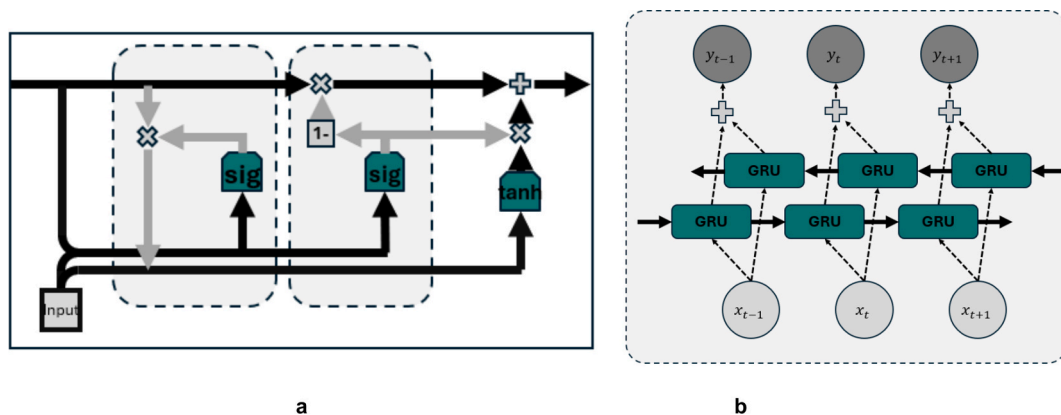 1-
sig
sig
tanh
Input
a
y_{t-1}
y_t
y_{t+1}
GRU
GRU
GRU
GRU
GRU
GRU
x_{t-1}
x_t
x_{t+1}
b